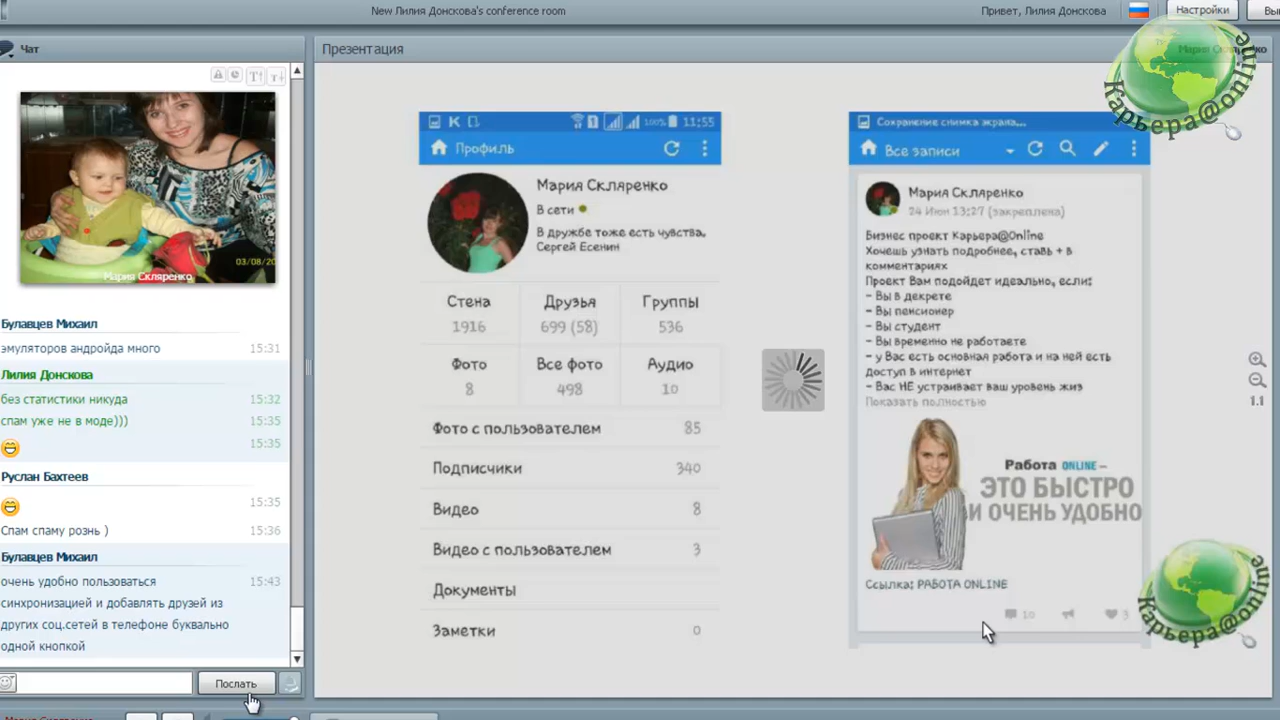 New Лилия Донскова's conference room
Привет, Лилия Донскова
Настройки
Чат
Презентация
Карьера@online
03/08/20
Мария Скляренко
Булавцев Михаил
эмуляторов андройда много 15:31
Лилия Донскова
без статистики никуда 15:32
спам уже не в моде))) 15:35
15:35
Руслан Бахтеев
15:35
Спам спаму рознь ) 15:36
Булавцев Михаил
очень удобно пользоваться 15:43
синхронизацией и добавлять друзей из
других соц.сетей в телефоне буквально
одной кнопкой
Послать
100% 11:55
Профиль
Мария Скляренко
В сети
В дружбе тоже есть чувства,
Сергей Есенин
Стена Друзья Группы
1916 699 (58) 536
Фото Все фото Аудио
8 498 10
Фото с пользователем 85
Подписчики 340
Видео 8
Видео с пользователем 3
Документы
Заметки 0
Сохранение снимка экрана...
Все записи
Мария Скляренко
24 Июн 13:27 (закреплена)
Бизнес проект Карьера@Online
Хочешь узнать подробнее, ставь + в
комментариях
Проект Вам подойдет идеально, если:
- Вы в декрете
- Вы пенсионер
- Вы студент
- Вы временно не работаете
- у Вас есть основная работа и на ней есть
доступ в интернет
- Вас НЕ устраивает ваш уровень жиз
Показать полностью
Работа ONLINE –
ЭТО БЫСТРО
И ОЧЕНЬ УДОБНО
Ссылка: РАБОТА ONLINE
10 3
1.1
Карьера@online